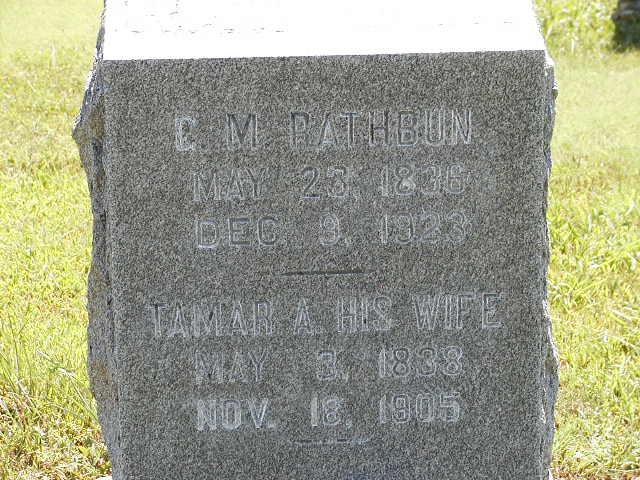 C. M. RATHBUN
MAY 23, 1836
DEC. 9, 1923
TAMAR A. HIS WIFE
MAY 3, 1838
NOV. 18, 1905